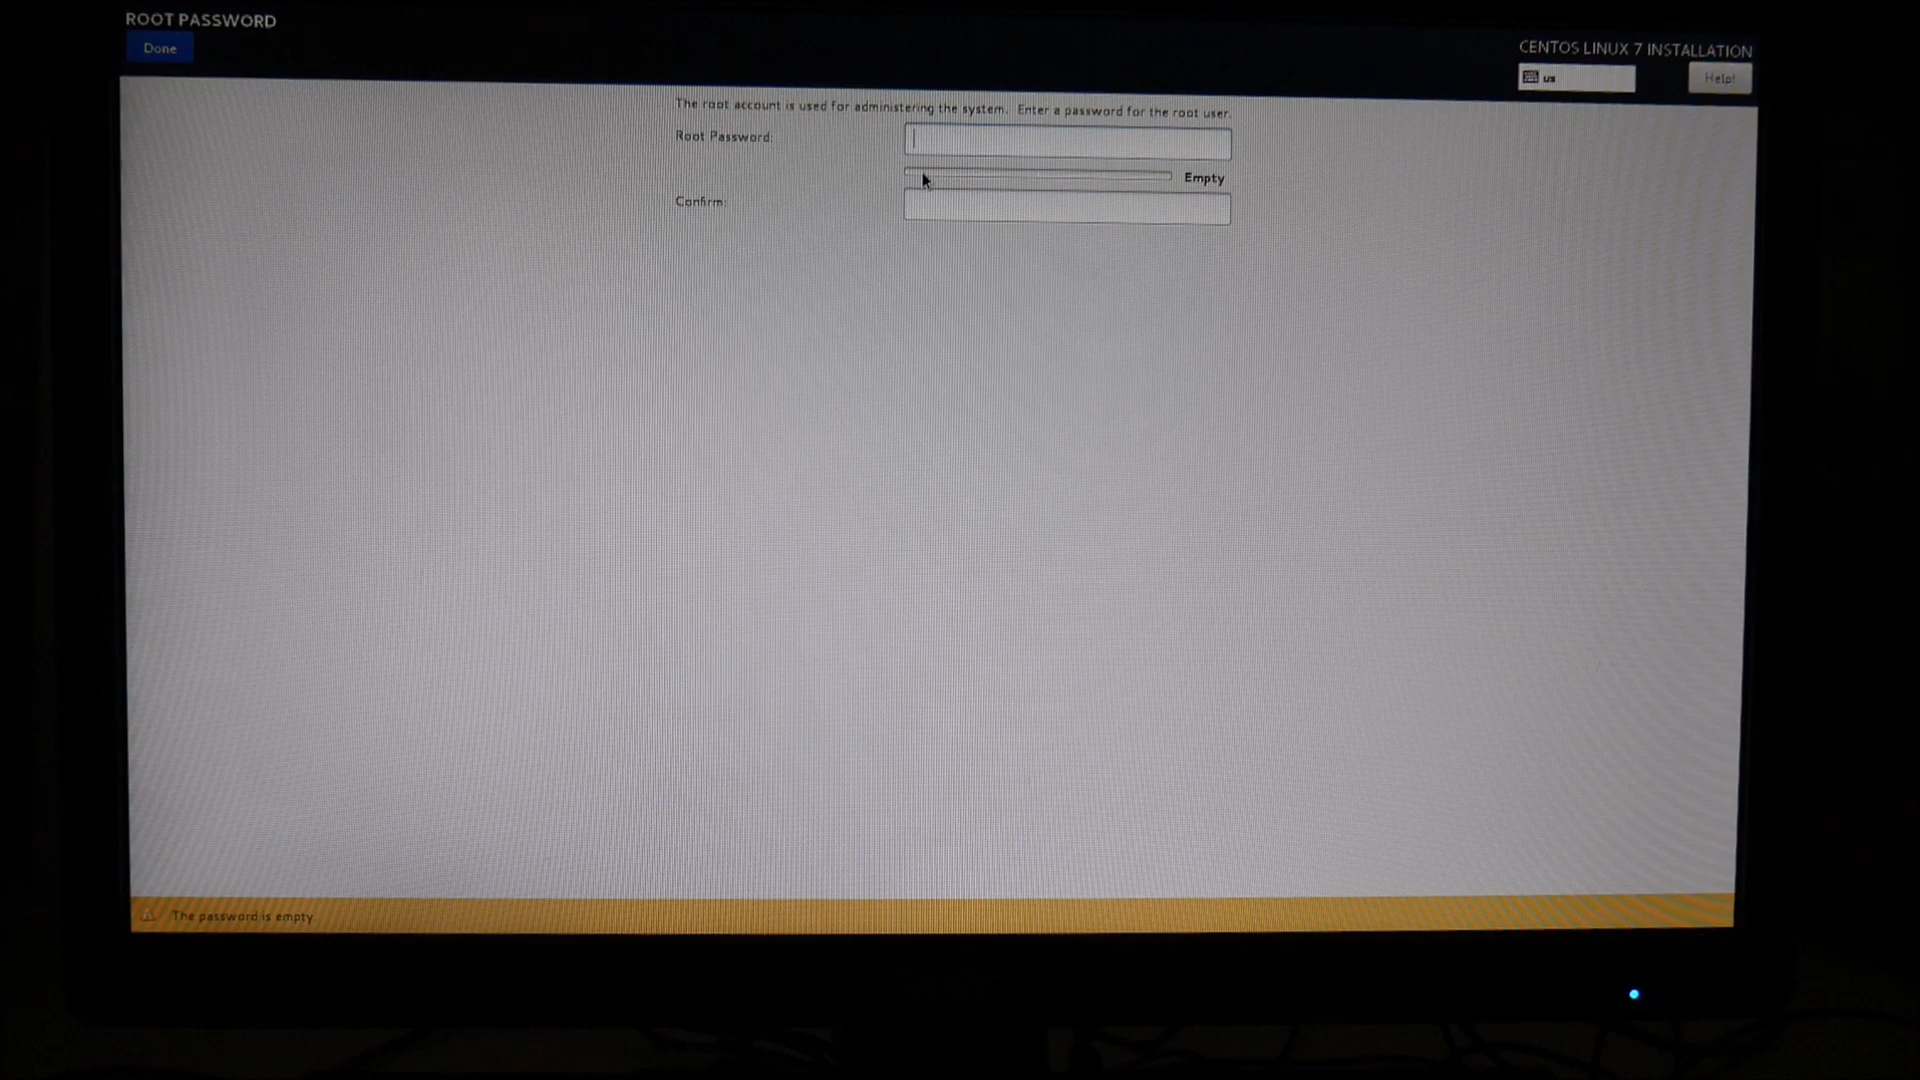 ROOT PASSWORD
Done
CENTOS LINUX 7 INSTALLATION
us
Help!
The root account is used for administering the system. Enter a password for the root user.
Root Password:
Empty
Confirm:
The password is empty.